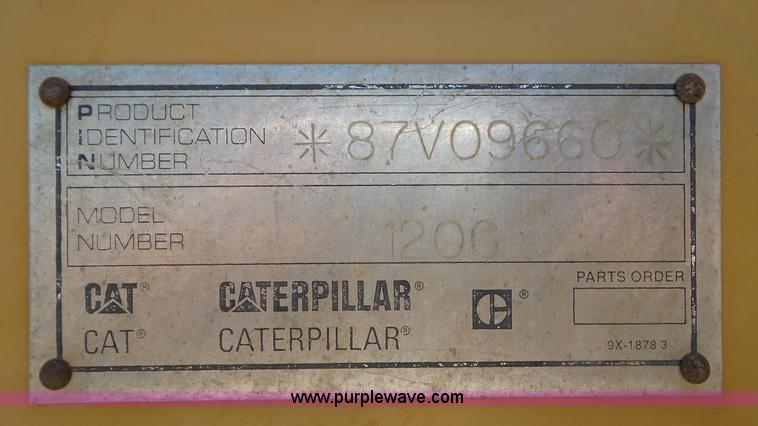 PRODUCT
IDENTIFICATION
NUMBER
*87V09660*
MODEL
NUMBER
120G
CAT® CATERPILLAR® ®
CAT® CATERPILLAR®
PARTS ORDER
9X-1878 3
www.purplewave.com